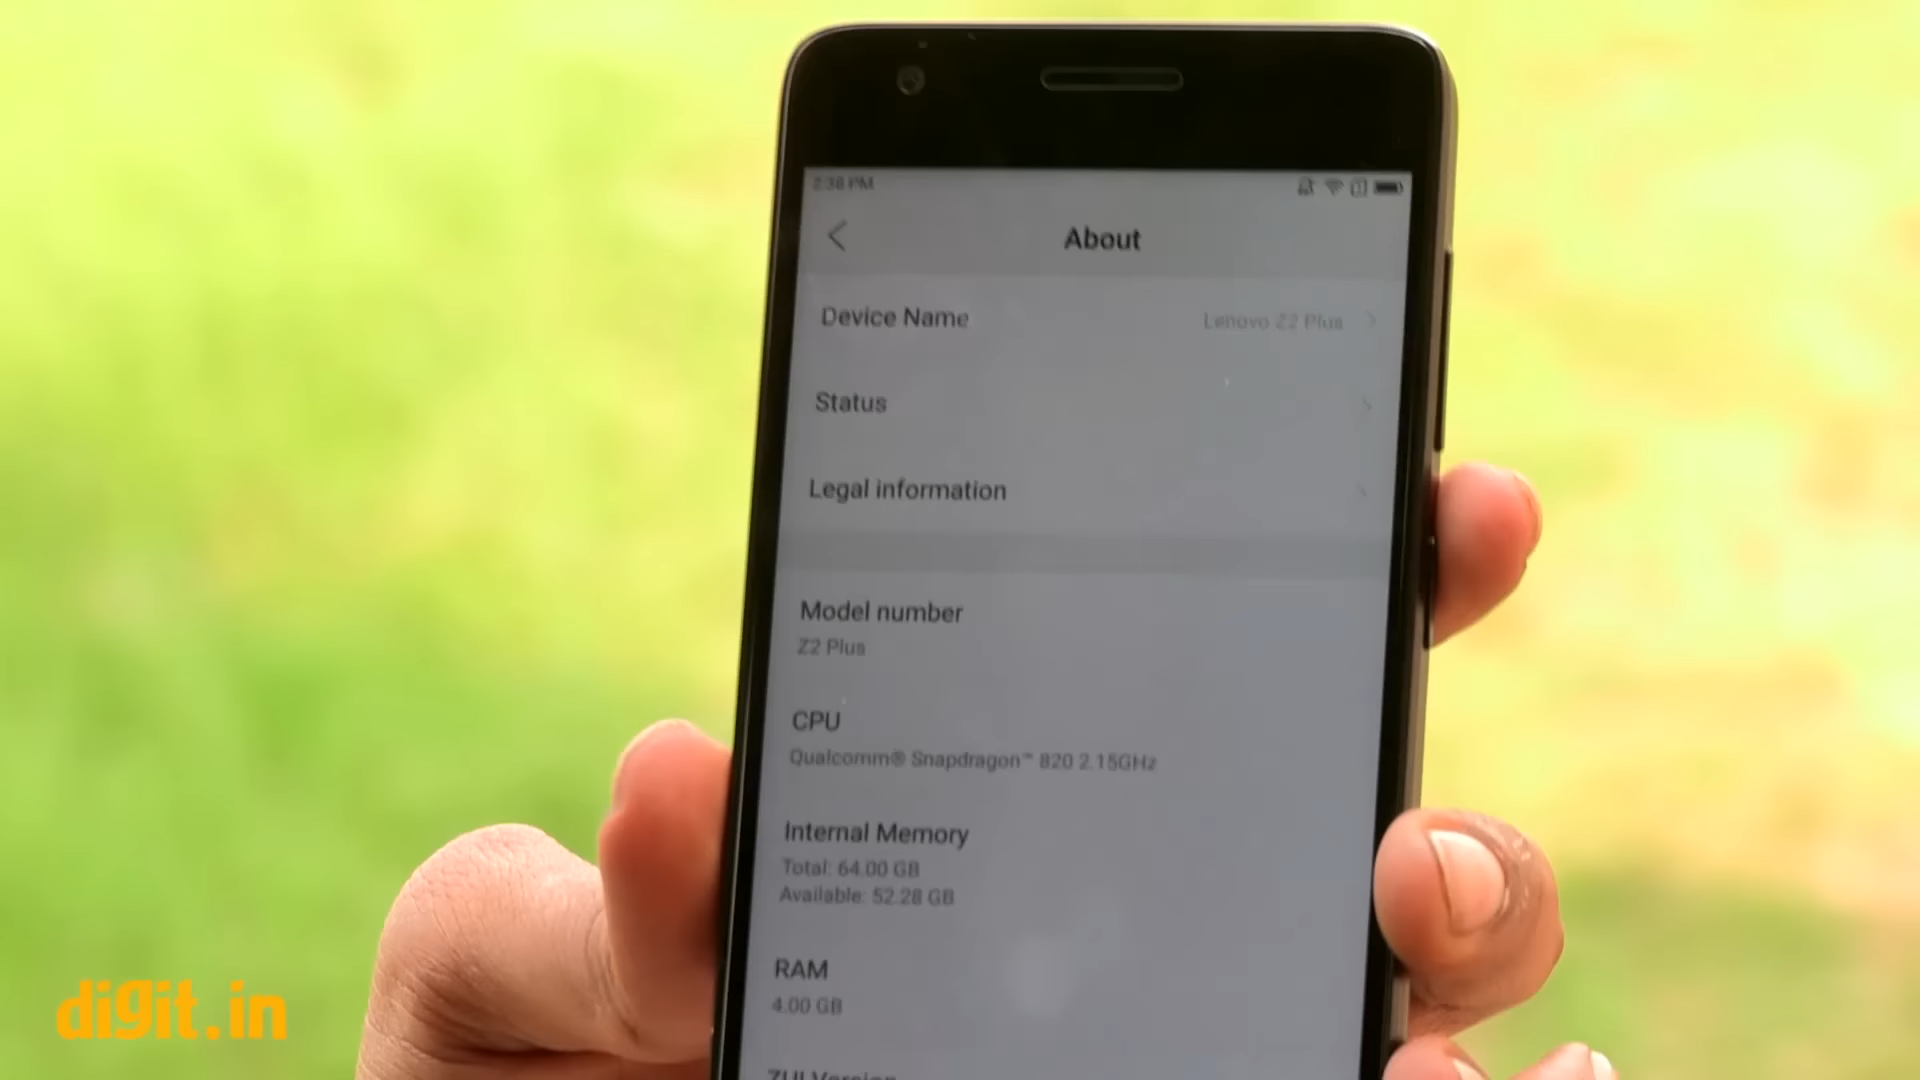 2:38 PM
About
Device Name
Lenovo Z2 Plus
Status
Legal information
Model number
Z2 Plus
CPU
Qualcomm® Snapdragon™ 820 2.15GHz
Internal Memory
Total: 64.00 GB
Available: 52.28 GB
RAM
4.00 GB
ZUI Version
digit.in